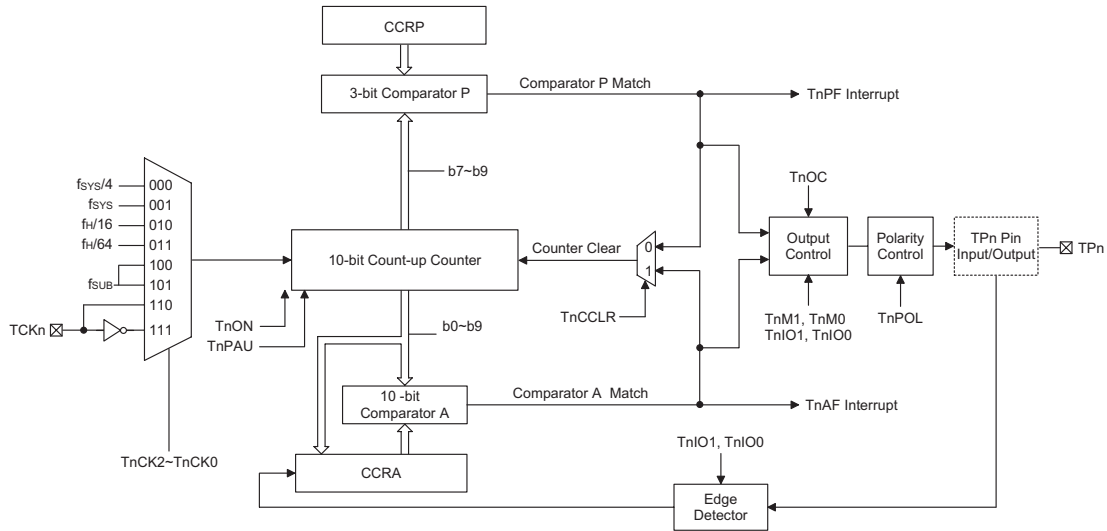 CCRP
3-bit Comparator P
Comparator P Match
TnPF Interrupt
b7~b9
fSYS/4
fSYS
fH/16
fH/64
fSUB
TCKn
000
001
010
011
100
101
110
111
TnCK2~TnCK0
10-bit Count-up Counter
TnON
TnPAU
Counter Clear
0
1
TnCCLR
TnOC
Output
Control
TnM1, TnM0
TnIO1, TnIO0
Polarity
Control
TnPOL
TPn Pin
Input/Output
TPn
b0~b9
10 -bit
Comparator A
Comparator A Match
TnAF Interrupt
CCRA
TnIO1, TnIO0
Edge
Detector